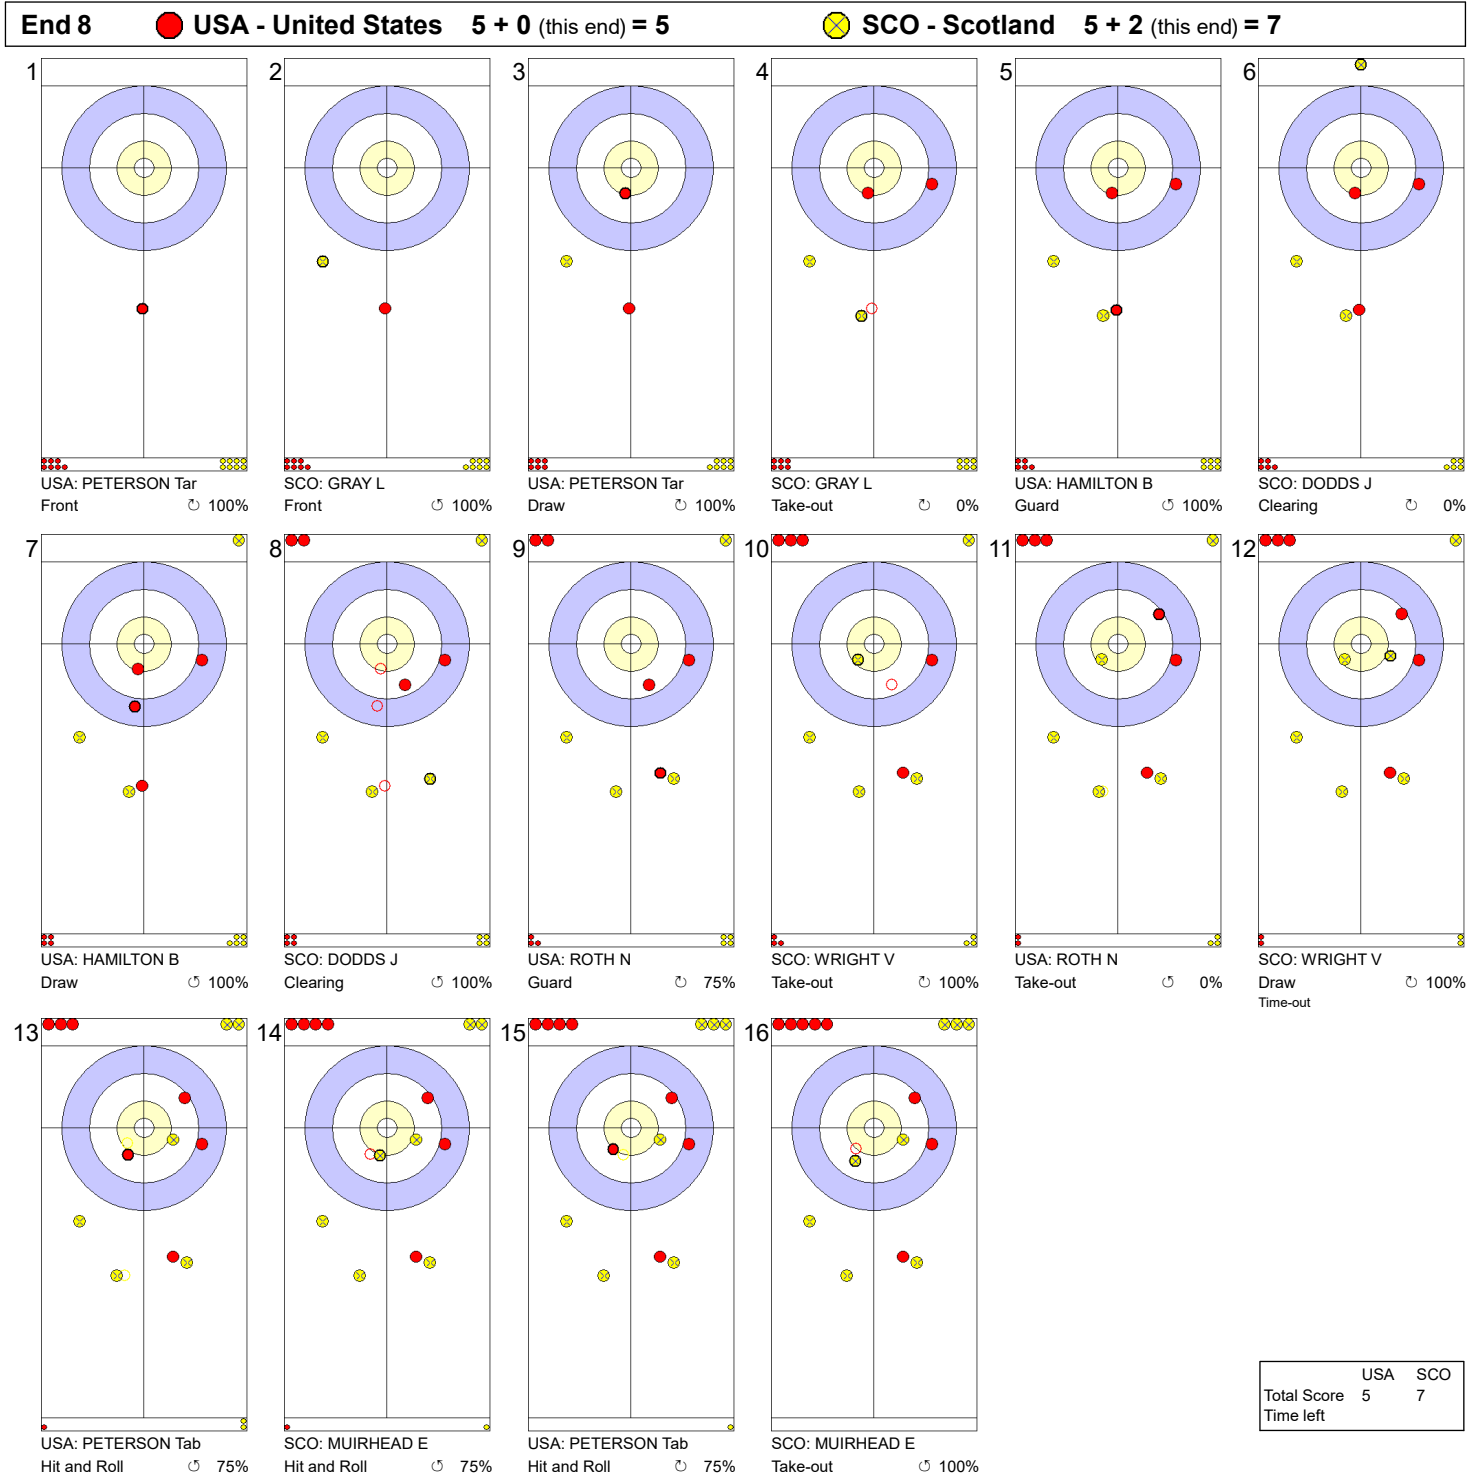 End 8 USA - United States 5 + 0 (this end) = 5 SCO - Scotland 5 + 2 (this end) = 7
1 2 3 4 5 6
USA: PETERSON Tar SCO: GRAY L USA: PETERSON Tar SCO: GRAY L USA: HAMILTON B SCO: DODDS J
Front ↻ 100% Front ↻ 100% Draw ↻ 100% Take-out ↻ 0% Guard ↻ 100% Clearing ↻ 0%
7 8 9 10 11 12
USA: HAMILTON B SCO: DODDS J USA: ROTH N SCO: WRIGHT V USA: ROTH N SCO: WRIGHT V
Draw ↺ 100% Clearing ↺ 100% Guard ↻ 75% Take-out ↻ 100% Take-out ↺ 0% Draw ↻ 100%
Time-out
13 14 15 16
USA: PETERSON Tab SCO: MUIRHEAD E USA: PETERSON Tab SCO: MUIRHEAD E
Hit and Roll ↺ 75% Hit and Roll ↺ 75% Hit and Roll ↻ 75% Take-out ↺ 100%
USA SCO
Total Score 5 7
Time left